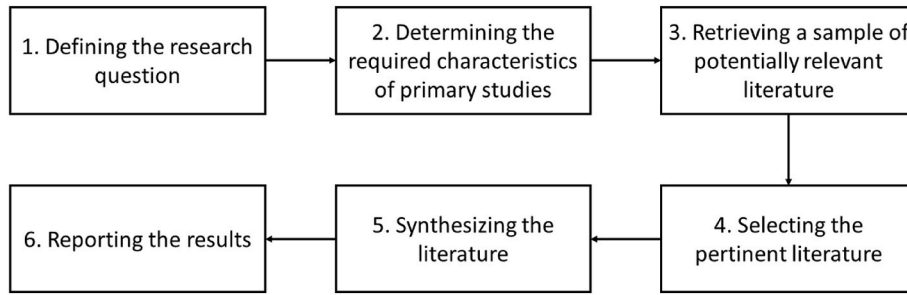 1. Defining the research
question
2. Determining the
required characteristics
of primary studies
3. Retrieving a sample of
potentially relevant
literature
4. Selecting the
pertinent literature
5. Synthesizing the
literature
6. Reporting the results